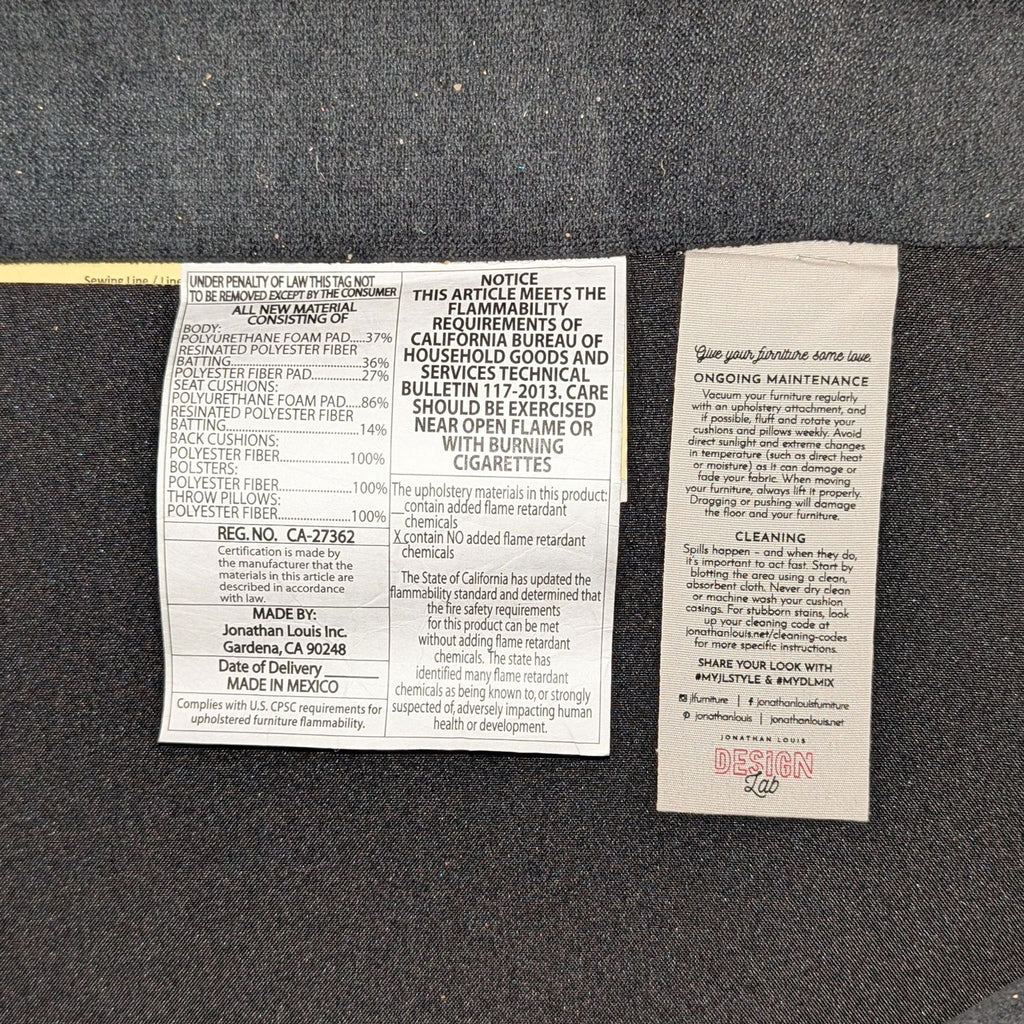 Sewing Line / Line
UNDER PENALTY OF LAW THIS TAG NOT
TO BE REMOVED EXCEPT BY THE CONSUMER
ALL NEW MATERIAL
CONSISTING OF
BODY:
POLYURETHANE FOAM PAD....37%
RESINATED POLYESTER FIBER
BATTING..............................36%
POLYESTER FIBER PAD..................27%
SEAT CUSHIONS:
POLYURETHANE FOAM PAD....86%
RESINATED POLYESTER FIBER
BATTING..............................14%
BACK CUSHIONS:
POLYESTER FIBER...................100%
BOLSTERS:
POLYESTER FIBER.....................100%
THROW PILLOWS:
POLYESTER FIBER.....................100%
REG. NO. CA-27362
Certification is made by
the manufacturer that the
materials in this article are
described in accordance
with law.
MADE BY:
Jonathan Louis Inc.
Gardena, CA 90248
Date of Delivery______
MADE IN MEXICO
Complies with U.S. CPSC requirements for
upholstered furniture flammability.
NOTICE
THIS ARTICLE MEETS THE
FLAMMABILITY
REQUIREMENTS OF
CALIFORNIA BUREAU OF
HOUSEHOLD GOODS AND
SERVICES TECHNICAL
BULLETIN 117-2013. CARE
SHOULD BE EXERCISED
NEAR OPEN FLAME OR
WITH BURNING
CIGARETTES
The upholstery materials in this product:
__contain added flame retardant
chemicals
X contain NO added flame retardant
chemicals
The State of California has updated the
flammability standard and determined that
the fire safety requirements
for this product can be met
without adding flame retardant
chemicals. The state has
identified many flame retardant
chemicals as being known to, or strongly
suspected of, adversely impacting human
health or development.
Give your furniture some love.
ONGOING MAINTENANCE
Vacuum your furniture regularly
with an upholstery attachment, and
if possible, fluff and rotate your
cushions and pillows weekly. Avoid
direct sunlight and extreme changes
in temperature (such as direct heat
or moisture) as it can damage or
fade your fabric. When moving
your furniture, always lift it properly.
Dragging or pushing will damage
the floor and your furniture.
CLEANING
Spills happen – and when they do,
it's important to act fast. Start by
blotting the area using a clean,
absorbent cloth. Never dry clean
or machine wash your cushion
casings. For stubborn stains, look
up your cleaning code at
jonathanlouis.net/cleaning-codes
for more specific instructions.
SHARE YOUR LOOK WITH
#MYJLSTYLE & #MYDLMIX
jlfurniture | f jonathanlouisfurniture
jonathanlouis | jonathanlouis.net
JONATHAN LOUIS
DESIGN
Lab